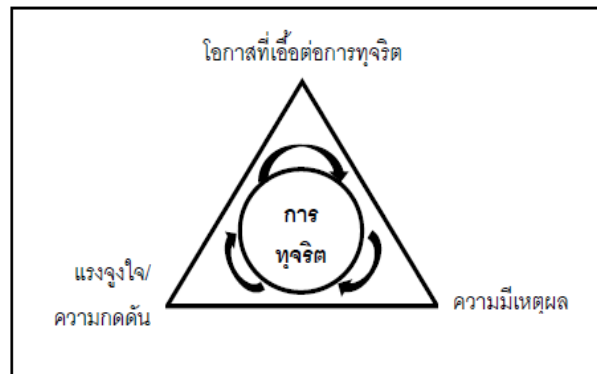 โอกาสที่เอื้อต่อการทุจริต
การ
ทุจริต
แรงจูงใจ/
ความกดดัน
ความมีเหตุผล